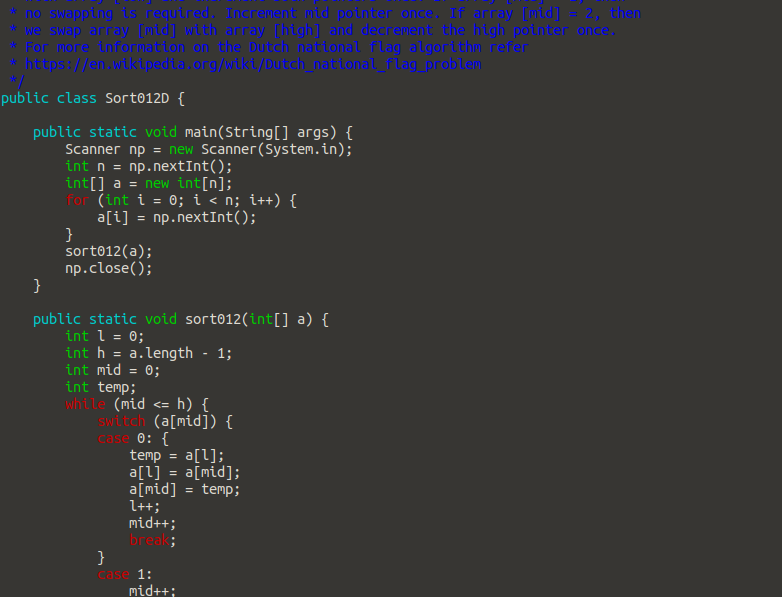 * no swapping is required. Increment mid pointer once. If array [mid] = 2, then
* we swap array [mid] with array [high] and decrement the high pointer once.
* For more information on the Dutch national flag algorithm refer
* https://en.wikipedia.org/wiki/Dutch_national_flag_problem
*/
public class Sort012D {
public static void main(String[] args) {
Scanner np = new Scanner(System.in);
int n = np.nextInt();
int[] a = new int[n];
for (int i = 0; i < n; i++) {
a[i] = np.nextInt();
}
sort012(a);
np.close();
}
public static void sort012(int[] a) {
int l = 0;
int h = a.length - 1;
int mid = 0;
int temp;
while (mid <= h) {
switch (a[mid]) {
case 0: {
temp = a[l];
a[l] = a[mid];
a[mid] = temp;
l++;
mid++;
break;
}
case 1:
mid++;